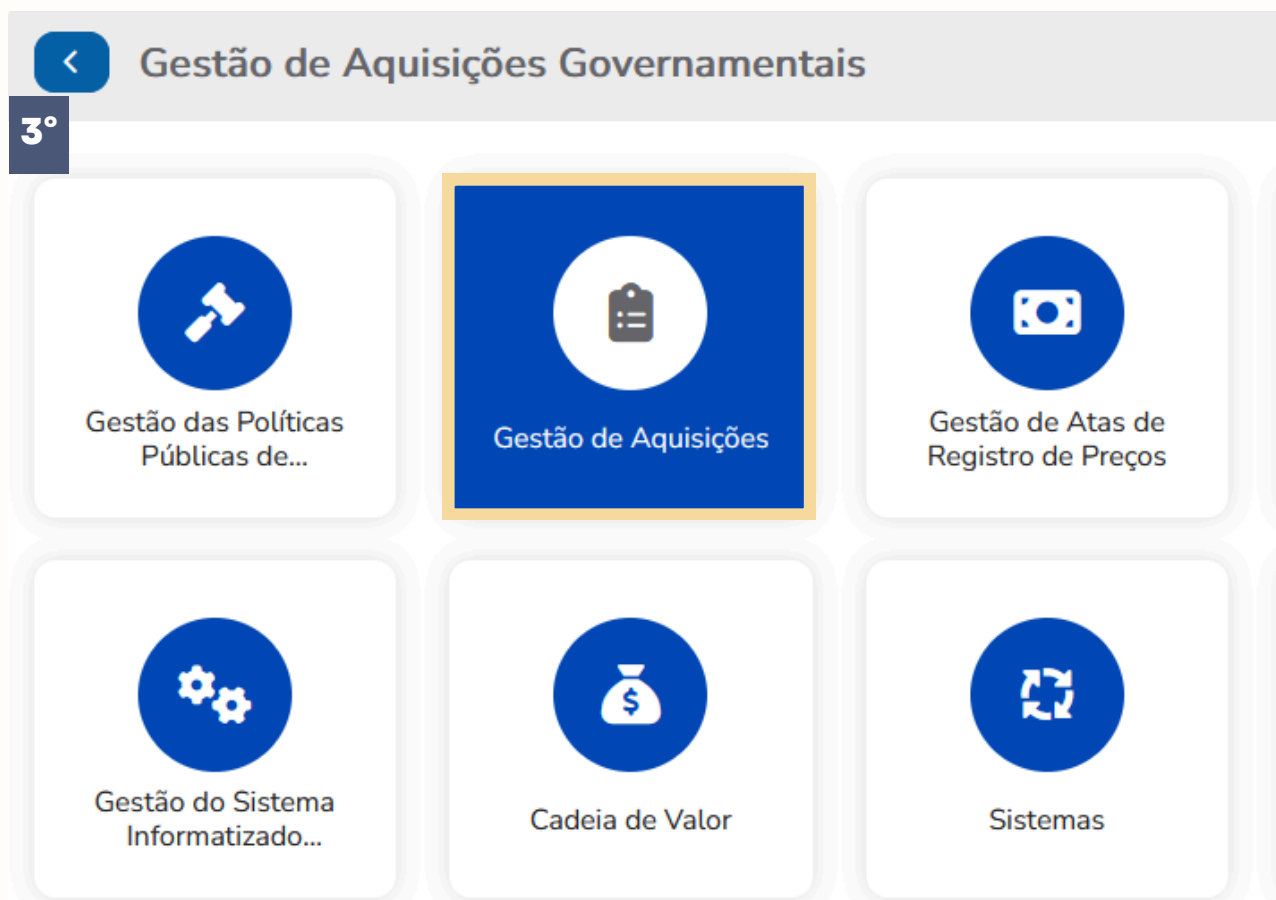 Gestão de Aquisições Governamentais
3º
Gestão das Políticas
Públicas de...
Gestão de Aquisições
Gestão de Atas de
Registro de Preços
$
Gestão do Sistema
Informatizado...
Cadeia de Valor
Sistemas